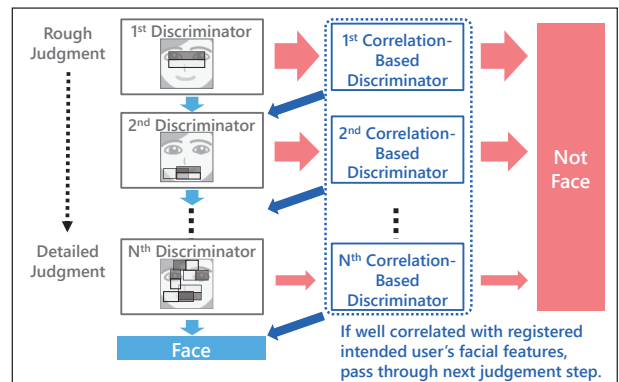 Rough
Judgment
1st Discriminator
1st Correlation-
Based
Discriminator
2nd Discriminator
2nd Correlation-
Based
Discriminator
Not
Face
Detailed
Judgment
Nth Discriminator
Nth Correlation-
Based
Discriminator
Face
If well correlated with registered
intended user's facial features,
pass through next judgement step.